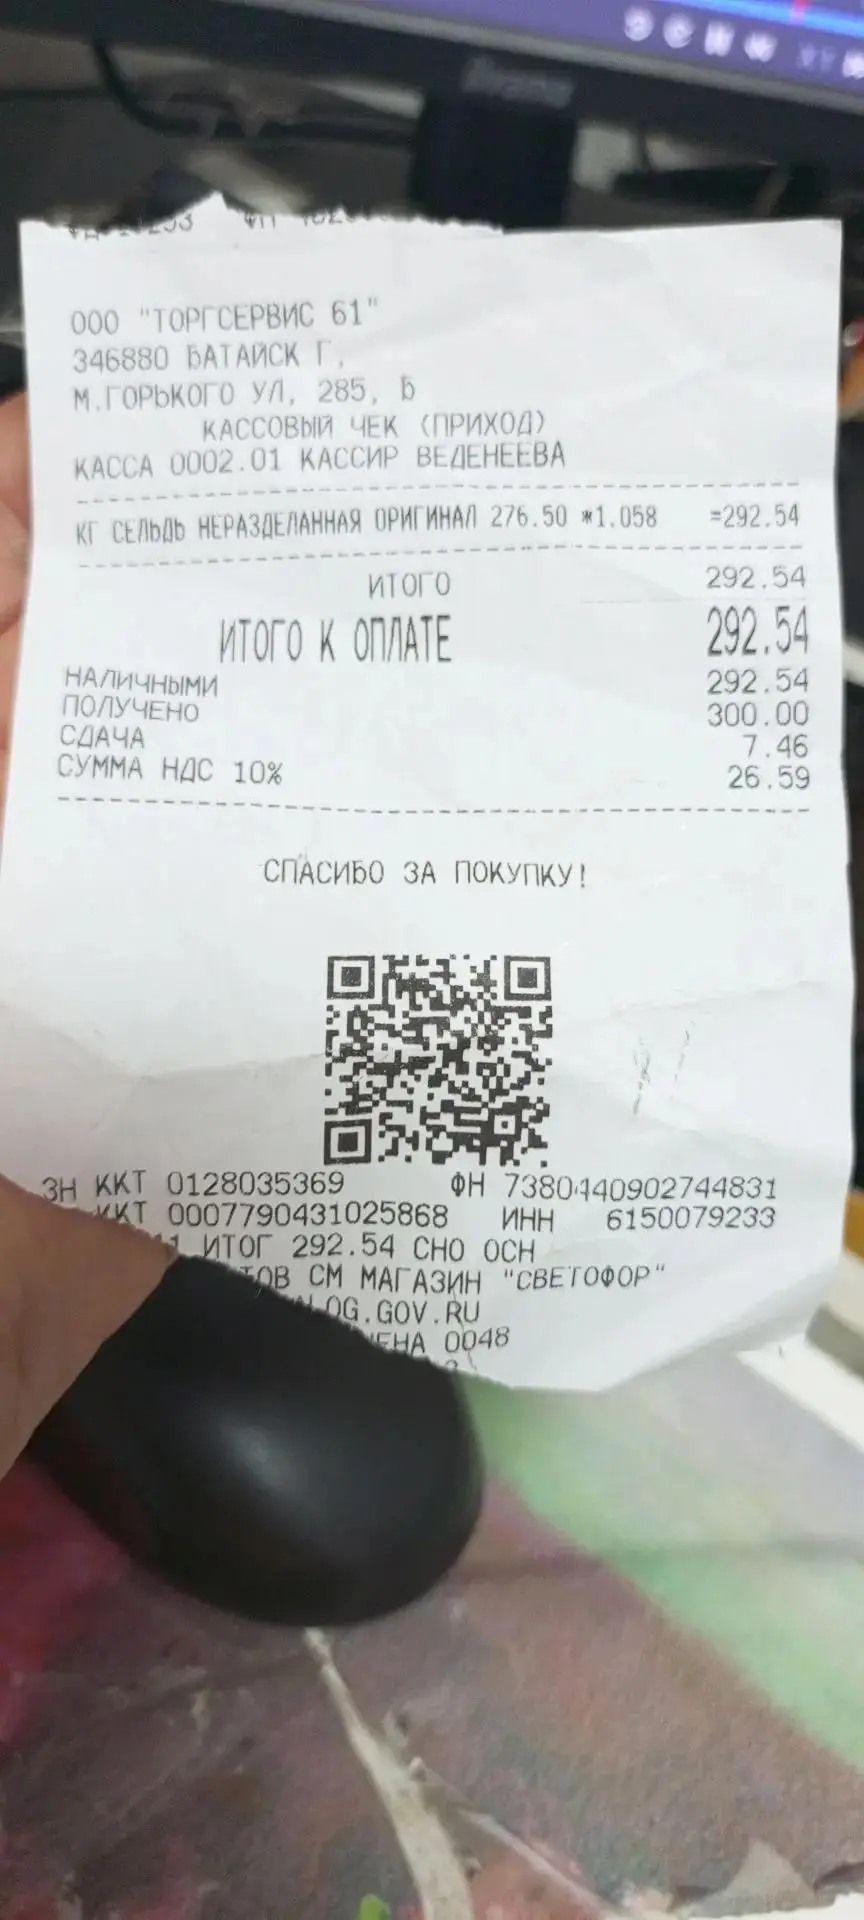 ООО "ТОРГСЕРВИС 61"
346880 БАТАЙСК Г,
М.ГОРЬКОГО УЛ, 285, Б
КАССОВЫЙ ЧЕК (ПРИХОД)
КАССА 0002.01 КАССИР ВЕДЕНЕЕВА
КГ СЕЛЬДЬ НЕРАЗДЕЛАННАЯ ОРИГИНАЛ 276.50 *1.058 =292.54
ИТОГО 292.54
ИТОГО К ОПЛАТЕ 292.54
НАЛИЧНЫМИ 292.54
ПОЛУЧЕНО 300.00
СДАЧА 7.46
СУММА НДС 10% 26.59
СПАСИБО ЗА ПОКУПКУ!
ЗН ККТ 0128035369 ФН 7380440902744831
ККТ 0007790431025868 ИНН 6150079233
ИТОГ 292.54 СНО ОСН
СМ МАГАЗИН "СВЕТОФОР"
OG.GOV.RU
0048